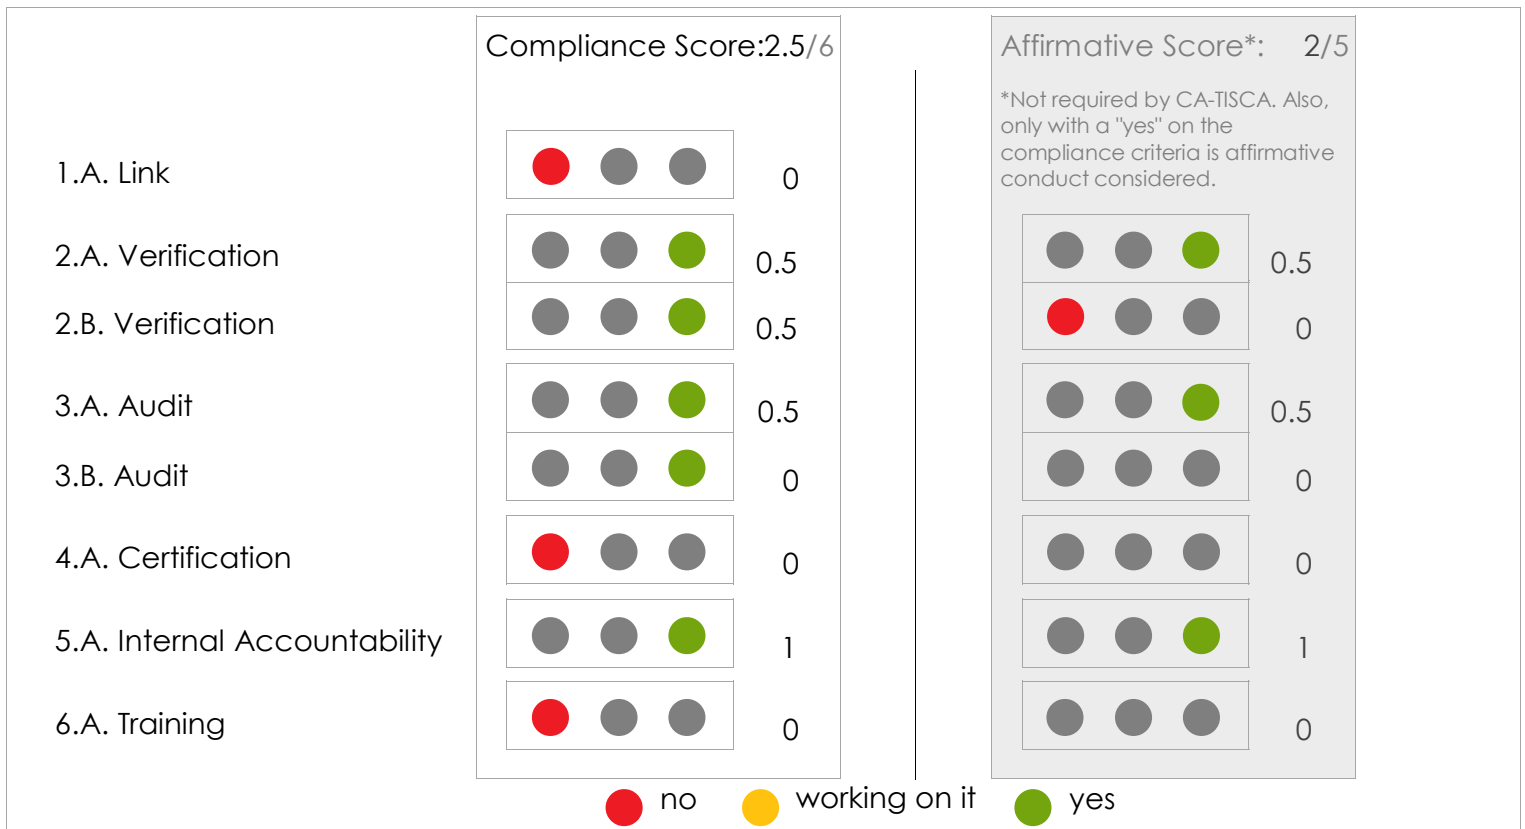 Compliance Score:2.5/6
Affirmative Score*: 2/5
*Not required by CA-TISCA. Also,
only with a "yes" on the
compliance criteria is affirmative
conduct considered.
1.A. Link 0
2.A. Verification 0.5 0.5
2.B. Verification 0.5 0
3.A. Audit 0.5 0.5
3.B. Audit 0 0
4.A. Certification 0 0
5.A. Internal Accountability 1 1
6.A. Training 0 0
no working on it yes